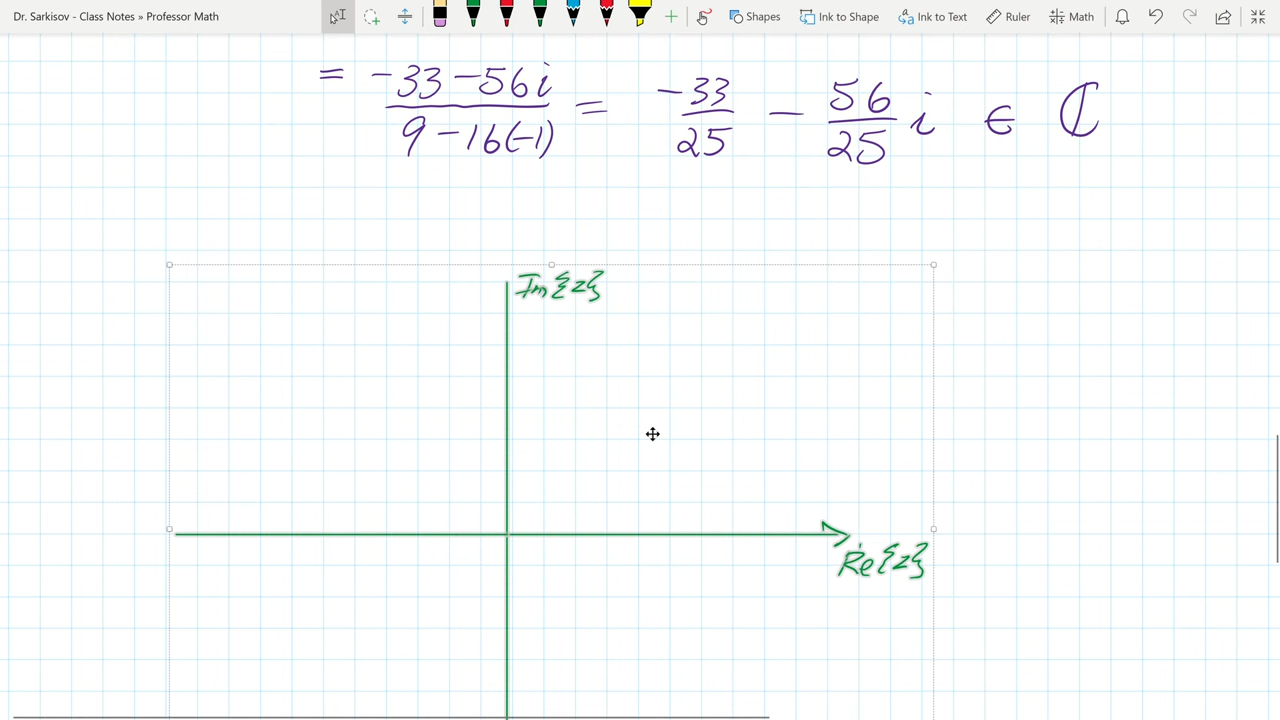 Dr. Sarkisov - Class Notes » Professor Math
Shapes Ink to Shape Ink to Text Ruler Math
= (-33 - 56i)/(9 - 16(-1)) = -33/25 - 56/25 i ∈ ℂ
Im{z}
Re{z}